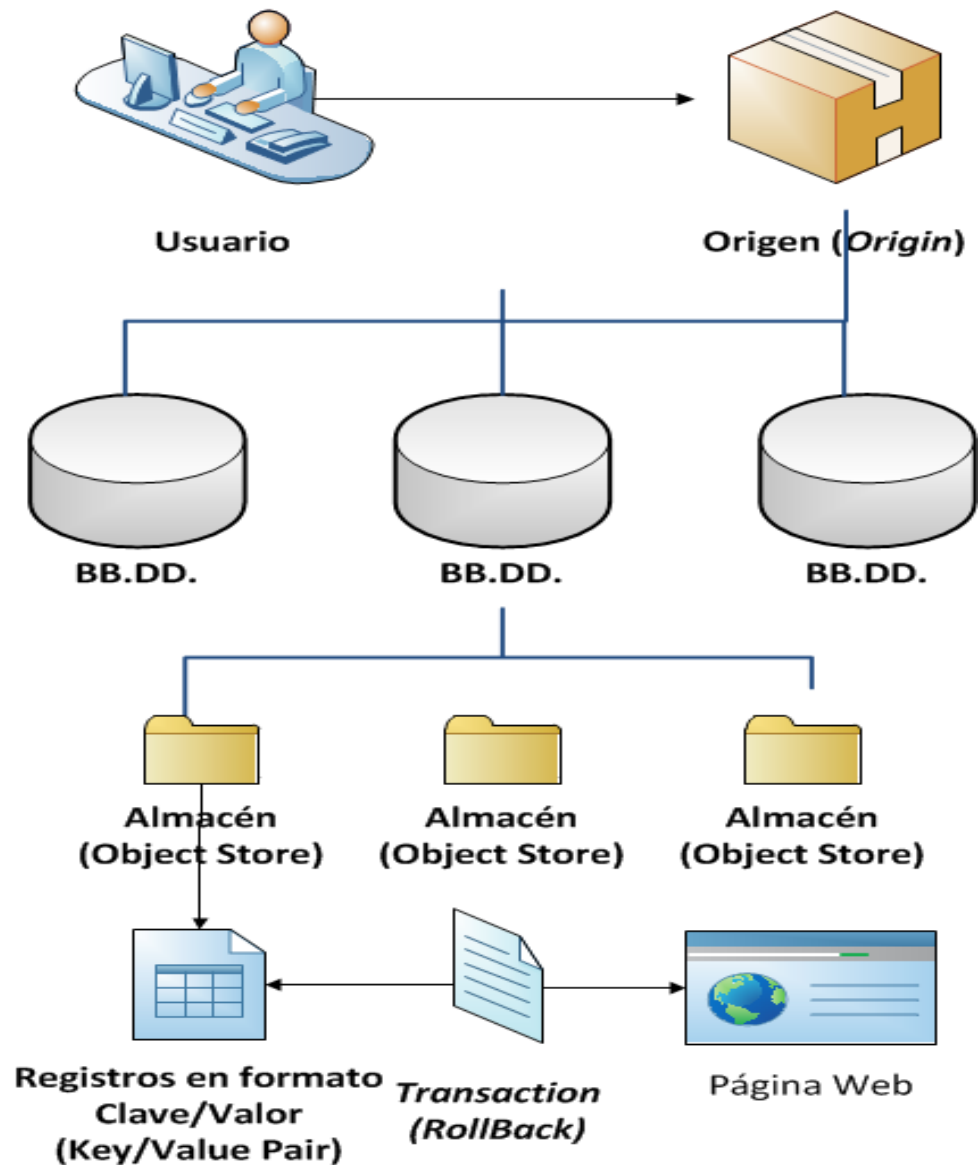 Usuario
Origen (Origin)
BB.DD.
BB.DD.
BB.DD.
Almacén
(Object Store)
Almacén
(Object Store)
Almacén
(Object Store)
Registros en formato
Clave/Valor
(Key/Value Pair)
Transaction
(RollBack)
Página Web